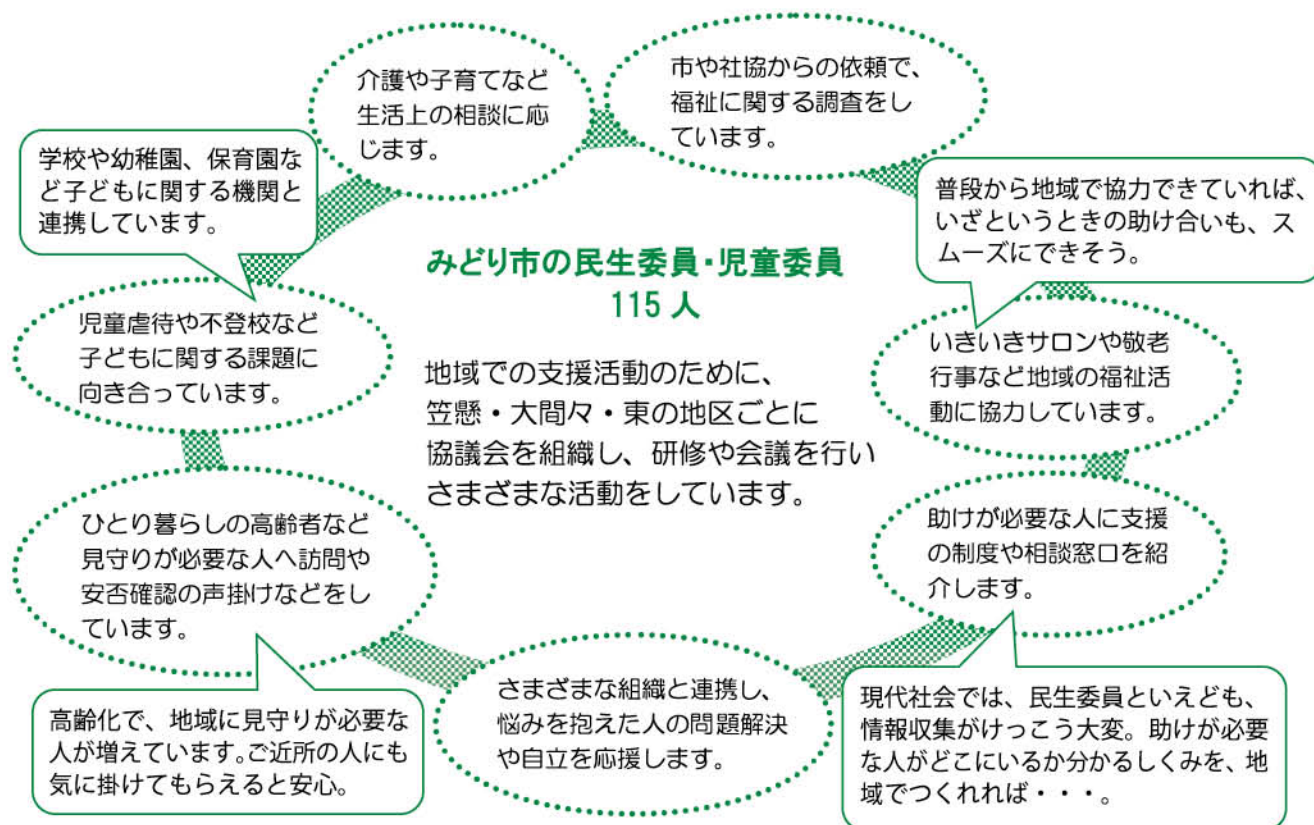 介護や子育てなど
生活上の相談に応
じます。
市や社協からの依頼で、
福祉に関する調査をし
ています。
学校や幼稚園、保育園な
ど子どもに関する機関と
連携しています。
普段から地域で協力できていれば、
いざというときの助け合いも、ス
ムーズにできそう。
みどり市の民生委員・児童委員
115 人
地域での支援活動のために、
笠懸・大間々・東の地区ごとに
協議会を組織し、研修や会議を行い
さまざまな活動をしています。
児童虐待や不登校など
子どもに関する課題に
向き合っています。
いきいきサロンや敬老
行事など地域の福祉活
動に協力しています。
ひとり暮らしの高齢者など
見守りが必要な人へ訪問や
安否確認の声掛けなどをし
ています。
助けが必要な人に支援
の制度や相談窓口を紹
介します。
高齢化で、地域に見守りが必要な
人が増えています。ご近所の人にも
気に掛けてもらえると安心。
さまざまな組織と連携し、
悩みを抱えた人の問題解決
や自立を応援します。
現代社会では、民生委員といえども、
情報収集がけっこう大変。助けが必要
な人がどこにいるか分かるしくみを、地
域でつくれれば・・・。